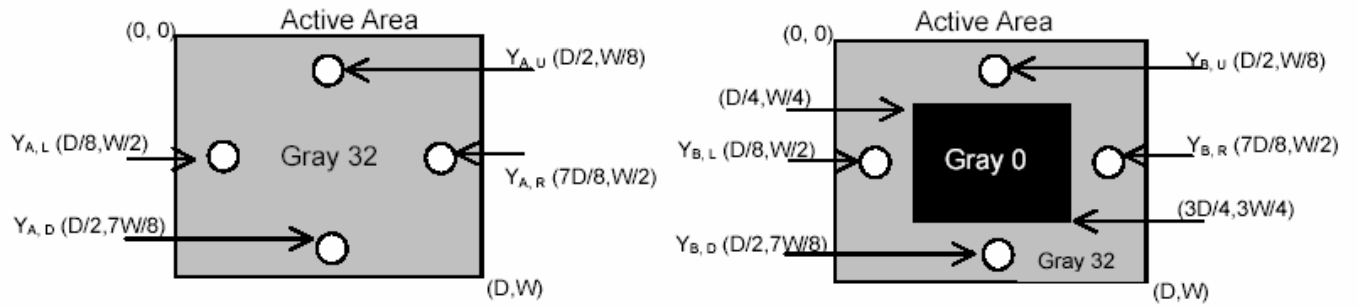 Active Area
(0, 0)
Y_A, U (D/2,W/8)
Y_A, L (D/8,W/2)
Gray 32
Y_A, R (7D/8,W/2)
Y_A, D (D/2,7W/8)
(D,W)
Active Area
(0, 0)
Y_B, U (D/2,W/8)
(D/4,W/4)
Y_B, L (D/8,W/2)
Gray 0
Y_B, R (7D/8,W/2)
(3D/4,3W/4)
Y_B, D (D/2,7W/8)
Gray 32
(D,W)